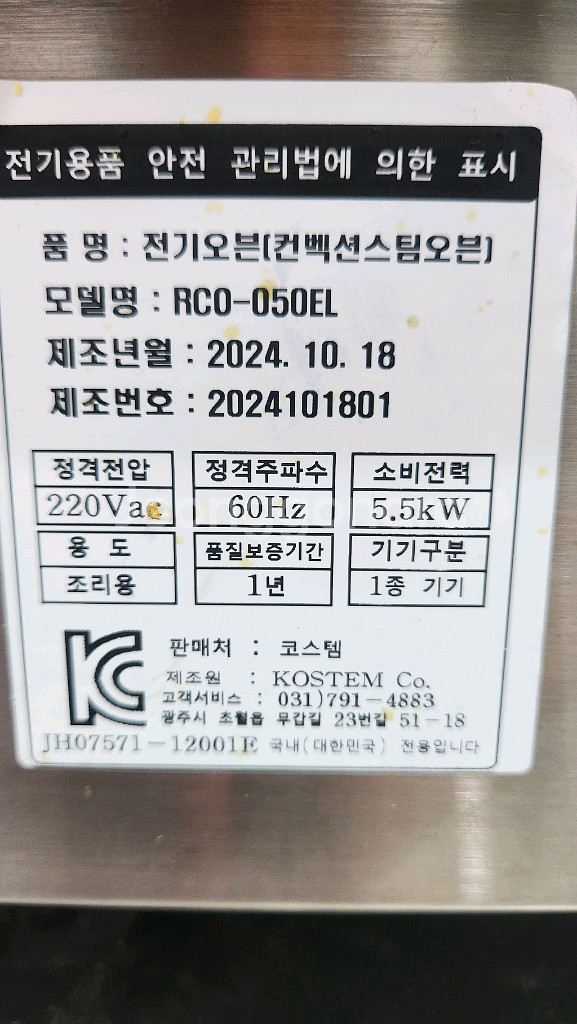 전기용품 안전 관리법에 의한 표시
품 명 : 전기오븐(컨벡션스팀오븐)
모델명 : RCO-050EL
제조년월 : 2024. 10. 18
제조번호 : 2024101801
정격전압 정격주파수 소비전력
220Vac 60Hz 5.5kW
용 도 품질보증기간 기기구분
조리용 1년 1종 기기
판매처 : 코스템
제조원 : KOSTEM Co.
고객서비스 : 031)791-4883
광주시 초월읍 무갑길 23번길 51-18
JH07571-12001E 국내(대한민국) 전용입니다